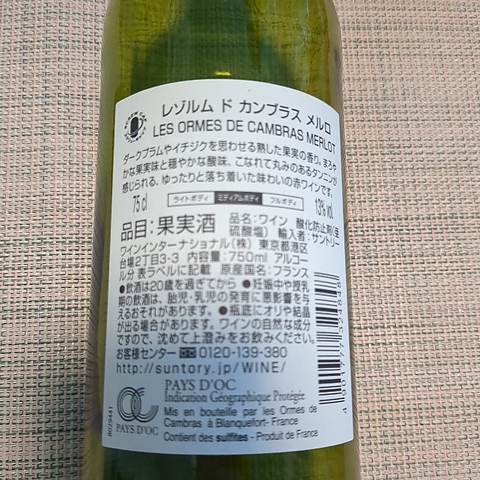 レゾルム ド カンブラス メルロ
LES ORMES DE CAMBRAS MERLOT
ダークプラムやイチジクを思わせる熟した果実の香り。まろや
かな果実味と穏やかな酸味、こなれて丸みのあるタンニンが
感じられる、ゆったりと落ち着いた味わいの赤ワインです。
75 cl ライトボディ ミディアムボディ フルボディ 13% vol.
品目:果実酒 品名:ワイン 酸化防止剤(亜
硫酸塩) 輸入者:サントリー
ワインインターナショナル(株) 東京都港区
台場2丁目3-3 内容量:750ml アルコー
ル分 表ラベルに記載 原産国名:フランス
●飲酒は20歳を過ぎてから ●妊娠中や授乳
期の飲酒は、胎児・乳児の発育に悪影響を与
えるおそれがあります。 ●瓶底にオリや結晶
が出る場合があります。ワインの自然な成分
ですので、沈めて上澄みをお飲みください。
お客様センター 0120-139-380
http://suntory.jp/WINE/
PAYS D'OC
Indication Géographique Protégée
Mis en bouteille par les Ormes de
Cambras à Blanquefort- France
PAYS D'OC
Contient des sulfites - Produit de France
4901777324848